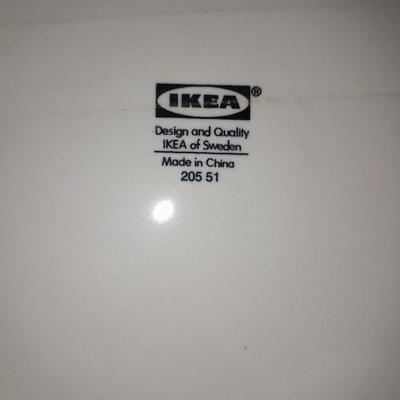 IKEA®
Design and Quality
IKEA of Sweden
Made in China
205 51